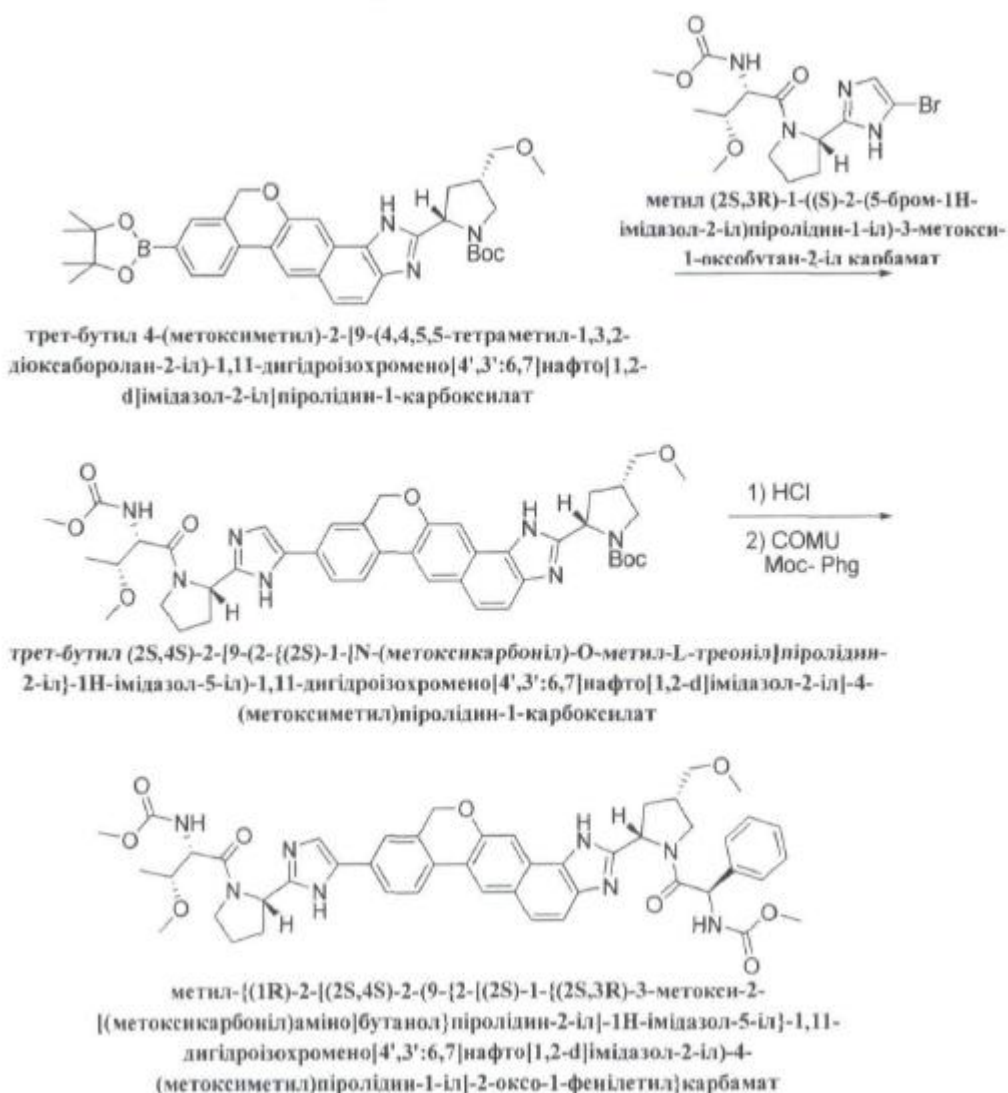 метил (2S,3R)-1-((S)-2-(5-бром-1Н-
імідазол-2-іл)піролідин-1-іл)-3-метокси-
1-оксобутан-2-іл карбамат
трет-бутил 4-(метоксиметил)-2-[9-(4,4,5,5-тетраметил-1,3,2-
діоксаборолан-2-іл)-1,11-дигідроізохромено[4',3':6,7]нафто[1,2-
d]імідазол-2-іл]піролідин-1-карбоксилат
1) HCl
2) COMU
Moc- Phg
трет-бутил (2S,4S)-2-[9-(2-{(2S)-1-[N-(метоксикарбоніл)-О-метил-L-треоніл]піролідин-
2-іл}-1Н-імідазол-5-іл)-1,11-дигідроізохромено[4',3':6,7]нафто[1,2-d]імідазол-2-іл]-4-
(метоксиметил)піролідин-1-карбоксилат
метил-{(1R)-2-[(2S,4S)-2-(9-{2-[(2S)-1-{(2S,3R)-3-метокси-2-
[(метоксикарбоніл)аміно]бутанол}піролідин-2-іл]-1Н-імідазол-5-іл}-1,11-
дигідроізохромено[4',3':6,7]нафто[1,2-d]імідазол-2-іл)-4-
(метоксиметил)піролідин-1-іл]-2-оксо-1-фенілетил}карбамат